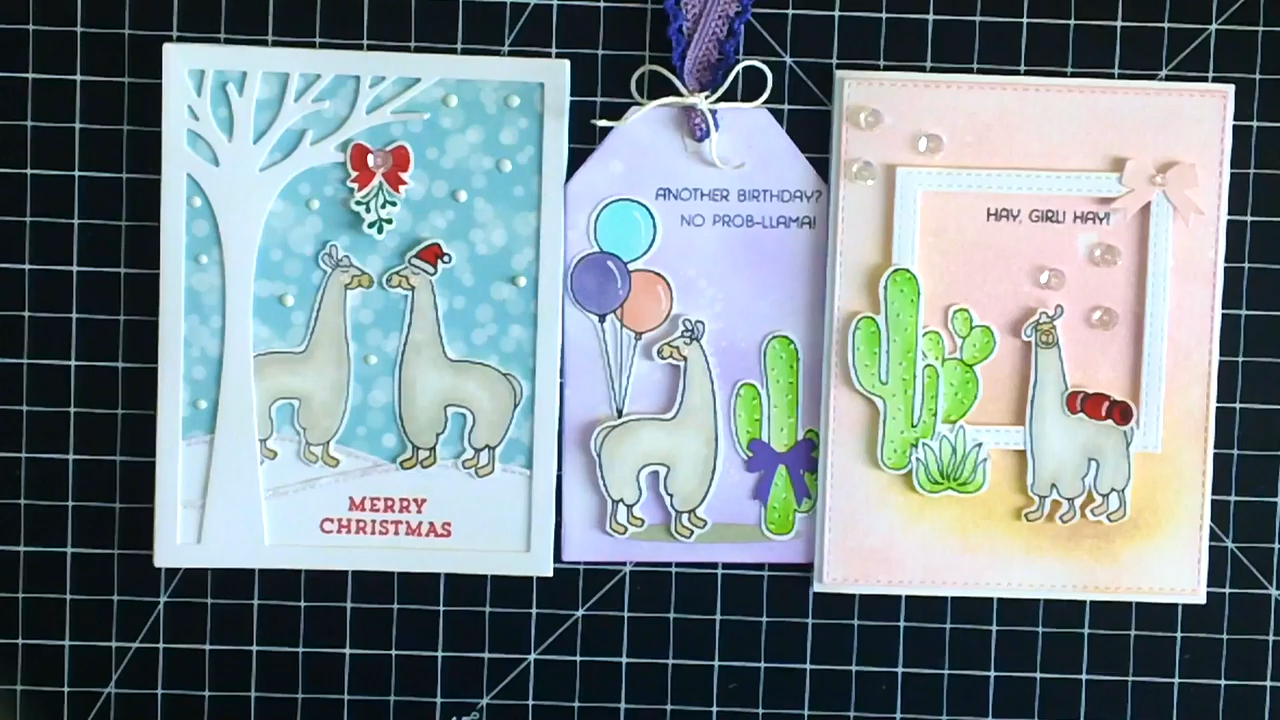 MERRY
CHRISTMAS
ANOTHER BIRTHDAY?
NO PROB-LLAMA!
HAY, GIRL! HAY!